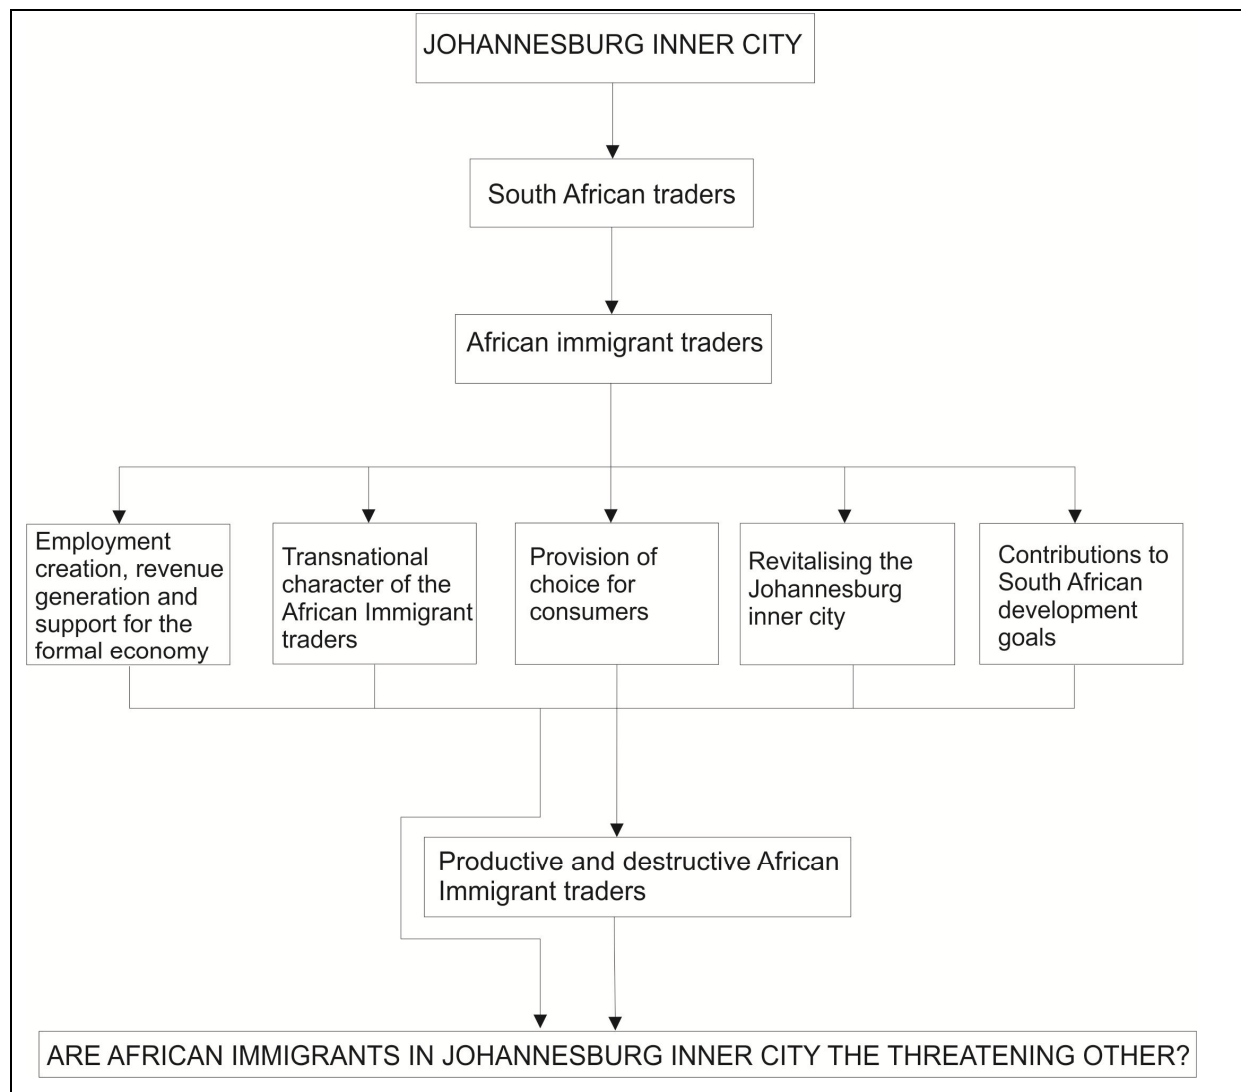 JOHANNESBURG INNER CITY
South African traders
African immigrant traders
Employment
creation, revenue
generation and
support for the
formal economy
Transnational
character of the
African Immigrant
traders
Provision of
choice for
consumers
Revitalising the
Johannesburg
inner city
Contributions to
South African
development
goals
Productive and destructive African
Immigrant traders
ARE AFRICAN IMMIGRANTS IN JOHANNESBURG INNER CITY THE THREATENING OTHER?